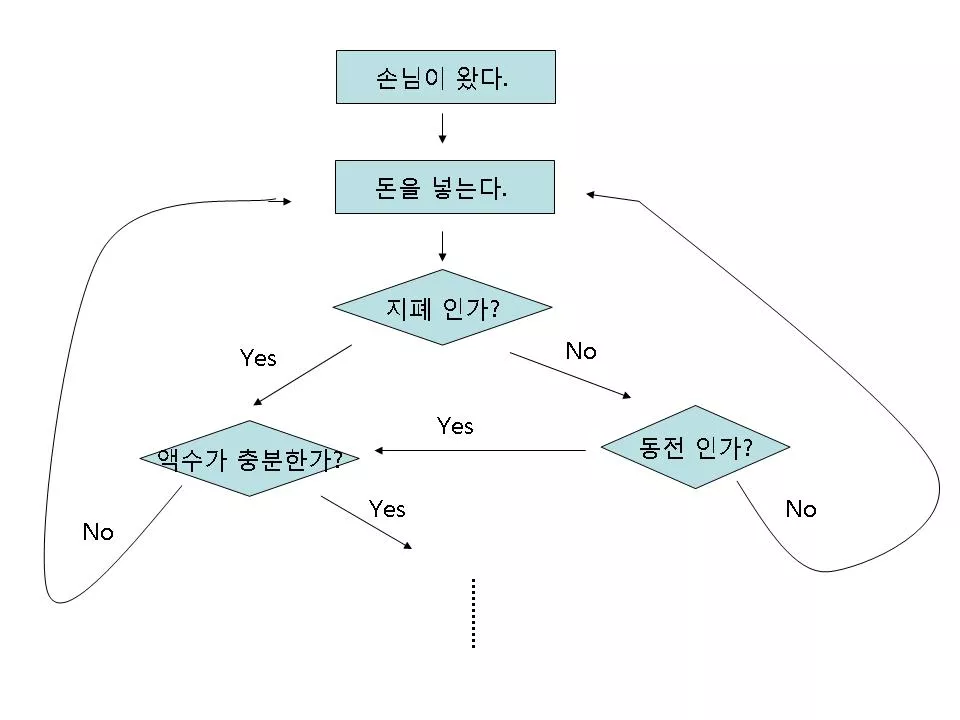 손님이 왔다.
돈을 넣는다.
지폐 인가?
Yes
No
액수가 충분한가?
Yes
동전 인가?
No
Yes
No